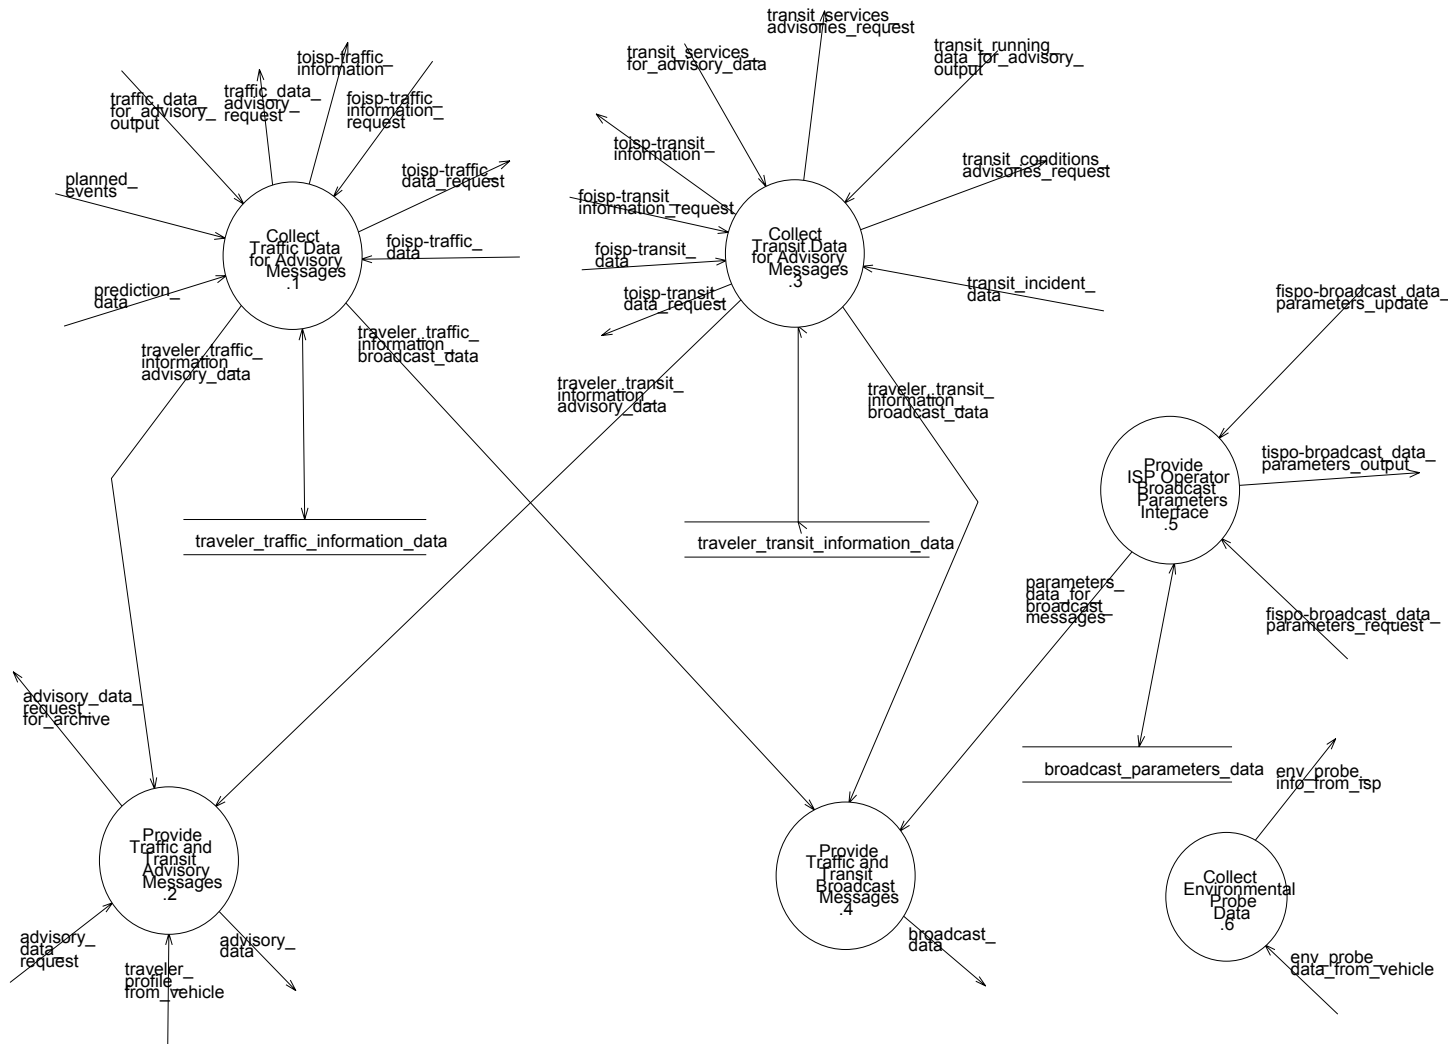 transit_services_
advisories_request
transit_services_
for_advisory_data
transit_running_
data_for_advisory_
output
toisp-traffic_
information
traffic_data_
advisory_
request
foisp-traffic_
information_
request
traffic_data_
for_advisory_
output
toisp-transit_
information
transit_conditions_
advisories_request
planned_
events
toisp-traffic_
data_request
foisp-transit_
information_request
Collect
Traffic Data
for Advisory
Messages
.1
foisp-traffic_
data
foisp-transit_
data
Collect
Transit Data
for Advisory
Messages
.3
prediction_
data
toisp-transit_
data_request
transit_incident_
data
fispo-broadcast_data_
parameters_update
traveler_traffic_
information_
advisory_data
traveler_traffic_
information_
broadcast_data
traveler_transit_
information_
advisory_data
traveler_transit_
information_
broadcast_data
Provide
ISP Operator
Broadcast
Parameters
Interface
.5
tispo-broadcast_data_
parameters_output
traveler_traffic_information_data
traveler_transit_information_data
parameters_
data_for_
broadcast_
messages
fispo-broadcast_data_
parameters_request
advisory_data_
request_
for_archive
broadcast_parameters_data
env_probe_
info_from_isp
Provide
Traffic and
Transit
Advisory
Messages
.2
Provide
Traffic and
Transit
Broadcast
Messages
.4
Collect
Environmental
Probe
Data
.6
advisory_
data_
request
traveler_
profile_
from_vehicle
advisory_
data
broadcast_
data
env_probe_
data_from_vehicle